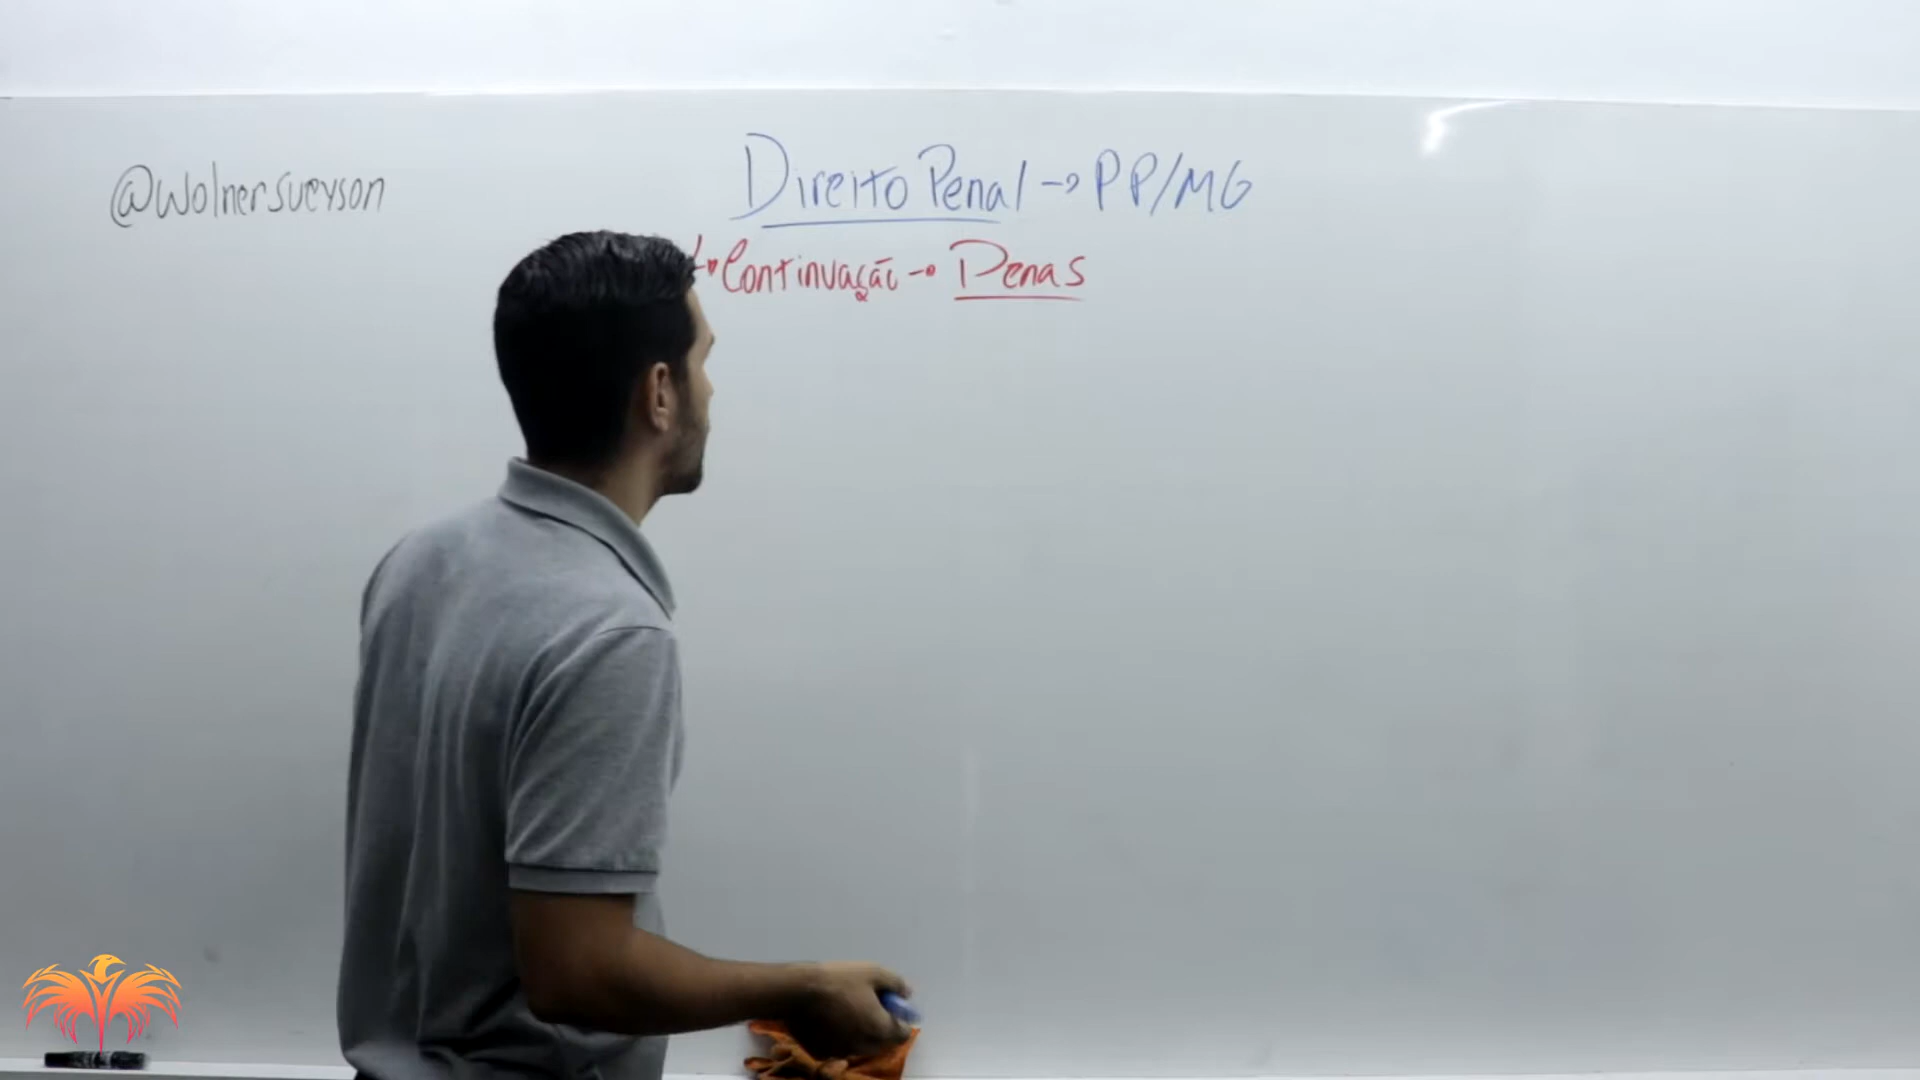 @wolnersueyson
Direito Penal → PP/MG
↳ Continuação → Penas